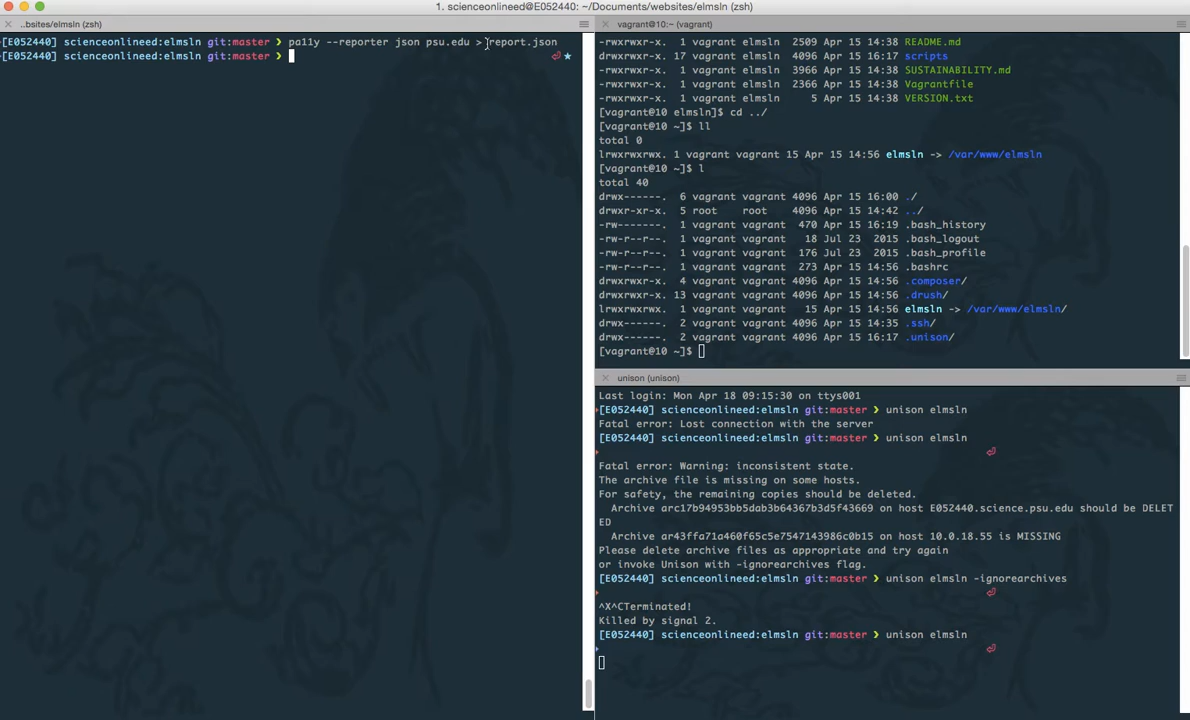 1. scienceonlineed@E052440: ~/Documents/websites/elmsln (zsh)
..bsites/elmsln (zsh)
[E052440] scienceonlineed:elmsln git:master ❯ pa11y --reporter json psu.edu > report.json
[E052440] scienceonlineed:elmsln git:master ❯
vagrant@10:~ (vagrant)
-rwxrwxr-x. 1 vagrant elmsln 2509 Apr 15 14:38 README.md
drwxrwxr-x. 17 vagrant elmsln 4096 Apr 15 16:17 scripts
-rwxrwxr-x. 1 vagrant elmsln 3966 Apr 15 14:38 SUSTAINABILITY.md
-rwxrwxr-x. 1 vagrant elmsln 2366 Apr 15 14:38 Vagrantfile
-rwxrwxr-x. 1 vagrant elmsln 5 Apr 15 14:38 VERSION.txt
[vagrant@10 elmsln]$ cd ../
[vagrant@10 ~]$ ll
total 0
lrwxrwxrwx. 1 vagrant vagrant 15 Apr 15 14:56 elmsln -> /var/www/elmsln
[vagrant@10 ~]$ l
total 40
drwx------. 6 vagrant vagrant 4096 Apr 15 16:00 ./
drwxr-xr-x. 5 root root 4096 Apr 15 14:42 ../
-rw-------. 1 vagrant vagrant 470 Apr 15 16:19 .bash_history
-rw-r--r--. 1 vagrant vagrant 18 Jul 23 2015 .bash_logout
-rw-r--r--. 1 vagrant vagrant 176 Jul 23 2015 .bash_profile
-rw-r--r--. 1 vagrant vagrant 273 Apr 15 14:56 .bashrc
drwxrwxr-x. 4 vagrant vagrant 4096 Apr 15 14:56 .composer/
drwxrwxr-x. 13 vagrant vagrant 4096 Apr 15 14:56 .drush/
lrwxrwxrwx. 1 vagrant vagrant 15 Apr 15 14:56 elmsln -> /var/www/elmsln/
drwx------. 2 vagrant vagrant 4096 Apr 15 14:35 .ssh/
drwx------. 2 vagrant vagrant 4096 Apr 15 16:17 .unison/
[vagrant@10 ~]$
unison (unison)
Last login: Mon Apr 18 09:15:30 on ttys001
[E052440] scienceonlineed:elmsln git:master ❯ unison elmsln
Fatal error: Lost connection with the server
[E052440] scienceonlineed:elmsln git:master ❯ unison elmsln
Fatal error: Warning: inconsistent state.
The archive file is missing on some hosts.
For safety, the remaining copies should be deleted.
Archive arc17b94953bb5dab3b64367b3d5f43669 on host E052440.science.psu.edu should be DELET
ED
Archive ar43ffa71a460f65c5e7547143986c0b15 on host 10.0.18.55 is MISSING
Please delete archive files as appropriate and try again
or invoke Unison with -ignorearchives flag.
[E052440] scienceonlineed:elmsln git:master ❯ unison elmsln -ignorearchives
^X^CTerminated!
Killed by signal 2.
[E052440] scienceonlineed:elmsln git:master ❯ unison elmsln